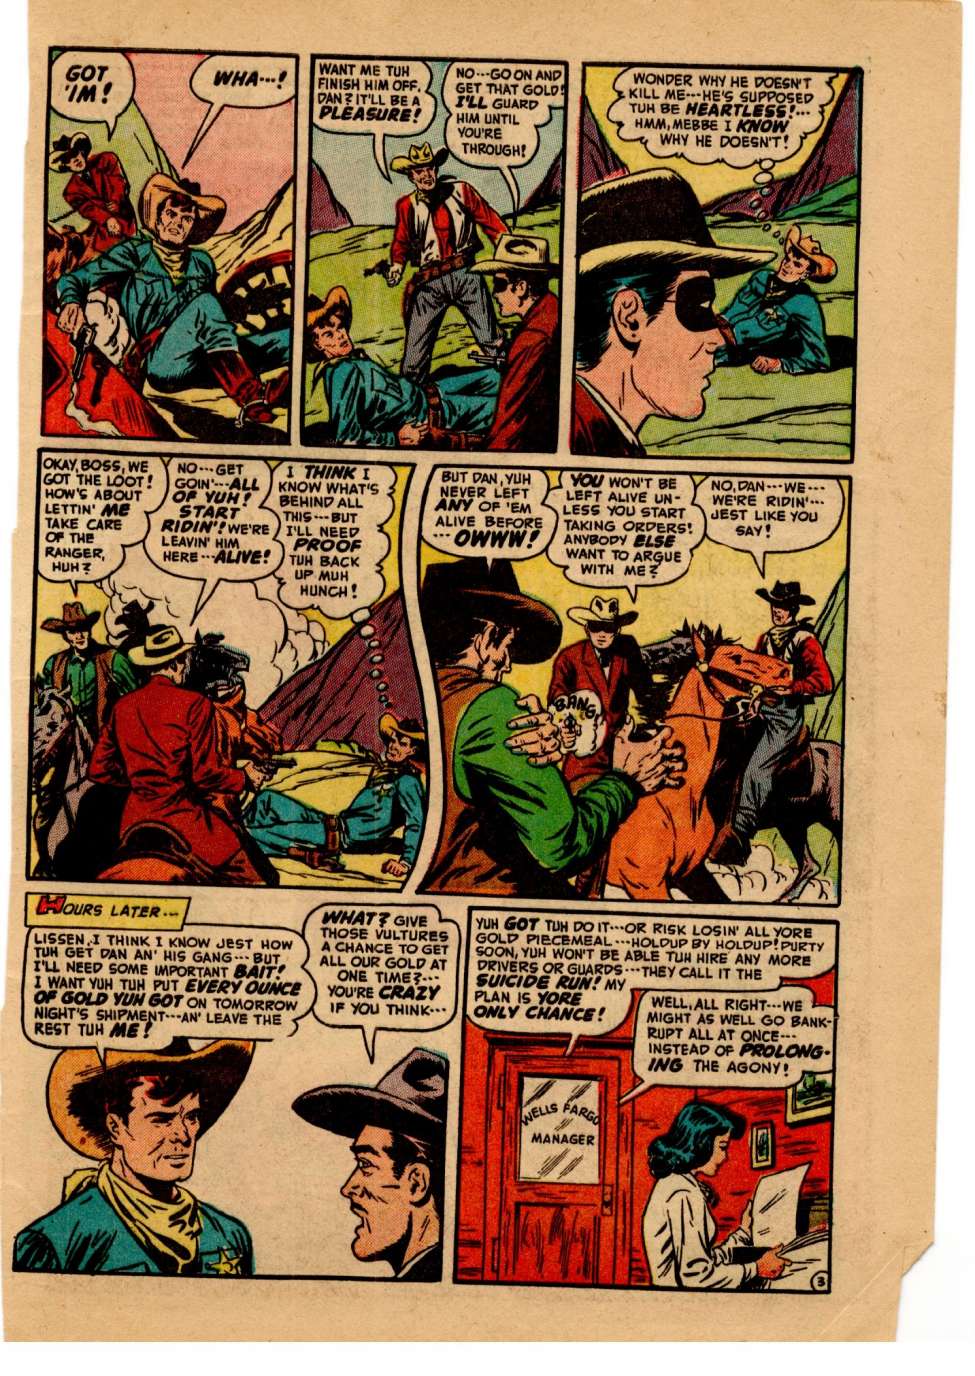 GOT
'IM!
WHA---!
WANT ME TUH
FINISH HIM OFF,
DAN? IT'LL BE A
PLEASURE!
NO---GO ON AND
GET THAT GOLD!
I'LL GUARD
HIM UNTIL
YOU'RE
THROUGH!
WONDER WHY HE DOESN'T
KILL ME---HE'S SUPPOSED
TUH BE HEARTLESS!---
HMM, MEBBE I KNOW
WHY HE DOESN'T!
OKAY, BOSS, WE
GOT THE LOOT!
HOW'S ABOUT
LETTIN' ME
TAKE CARE
OF THE
RANGER,
HUH?
NO---GET
GOIN'---ALL
OF YUH!
START
RIDIN'! WE'RE
LEAVIN' HIM
HERE---ALIVE!
I THINK I
KNOW WHAT'S
BEHIND ALL
THIS---BUT
I'LL NEED
PROOF
TUH BACK
UP MUH
HUNCH!
BUT DAN, YUH
NEVER LEFT
ANY OF 'EM
ALIVE BEFORE
---OWWW!
YOU WON'T BE
LEFT ALIVE UN-
LESS YOU START
TAKING ORDERS!
ANYBODY ELSE
WANT TO ARGUE
WITH ME?
NO, DAN---WE---
WE'RE RIDIN'---
JEST LIKE YOU
SAY!
BANG!
HOURS LATER---
LISSEN, I THINK I KNOW JEST HOW
TUH GET DAN AN' HIS GANG---BUT
I'LL NEED SOME IMPORTANT BAIT!
I WANT YUH TUH PUT EVERY OUNCE
OF GOLD YUH GOT ON TOMORROW
NIGHT'S SHIPMENT---AN' LEAVE THE
REST TUH ME!
WHAT? GIVE
THOSE VULTURES
A CHANCE TO GET
ALL OUR GOLD AT
ONE TIME?---
YOU'RE CRAZY
IF YOU THINK---
YUH GOT TUH DO IT---OR RISK LOSIN' ALL YORE
GOLD PIECEMEAL---HOLDUP BY HOLDUP! PURTY
SOON, YUH WON'T BE ABLE TUH HIRE ANY MORE
DRIVERS OR GUARDS---THEY CALL IT THE
SUICIDE RUN! MY
PLAN IS YORE
ONLY CHANCE!
WELL, ALL RIGHT---WE
MIGHT AS WELL GO BANK-
RUPT ALL AT ONCE---
INSTEAD OF PROLONG-
ING THE AGONY!
WELLS FARGO
MANAGER
3